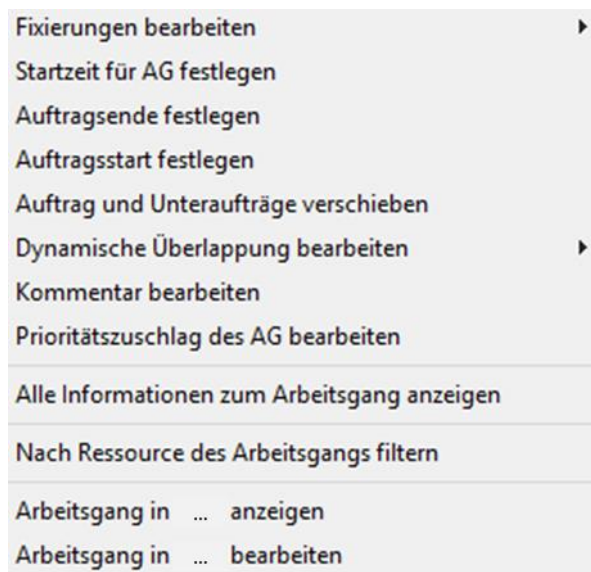 Fixierungen bearbeiten
Startzeit für AG festlegen
Auftragsende festlegen
Auftragsstart festlegen
Auftrag und Unteraufträge verschieben
Dynamische Überlappung bearbeiten
Kommentar bearbeiten
Prioritätszuschlag des AG bearbeiten
Alle Informationen zum Arbeitsgang anzeigen
Nach Ressource des Arbeitsgangs filtern
Arbeitsgang in ... anzeigen
Arbeitsgang in ... bearbeiten